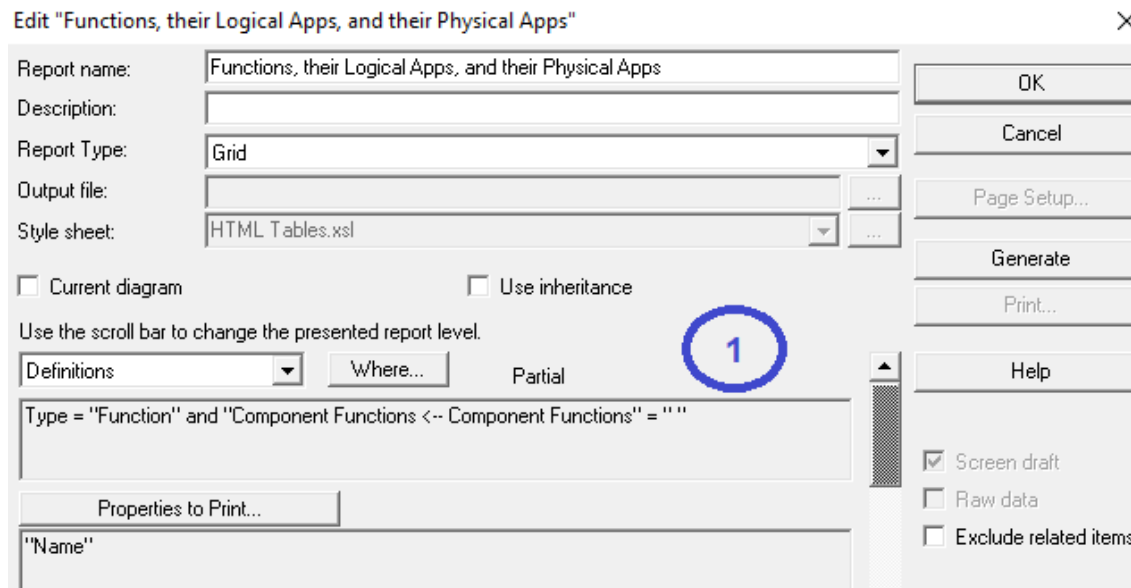 Edit "Functions, their Logical Apps, and their Physical Apps"
Report name: Functions, their Logical Apps, and their Physical Apps
OK
Description:
Cancel
Report Type: Grid
Output file: ...
Page Setup...
Style sheet: HTML Tables.xsl ...
Generate
Current diagram Use inheritance
Print...
Use the scroll bar to change the presented report level.
1
Definitions Where... Partial
Help
Type = "Function" and "Component Functions <-- Component Functions" = " "
Screen draft
Properties to Print...
Raw data
"Name"
Exclude related items